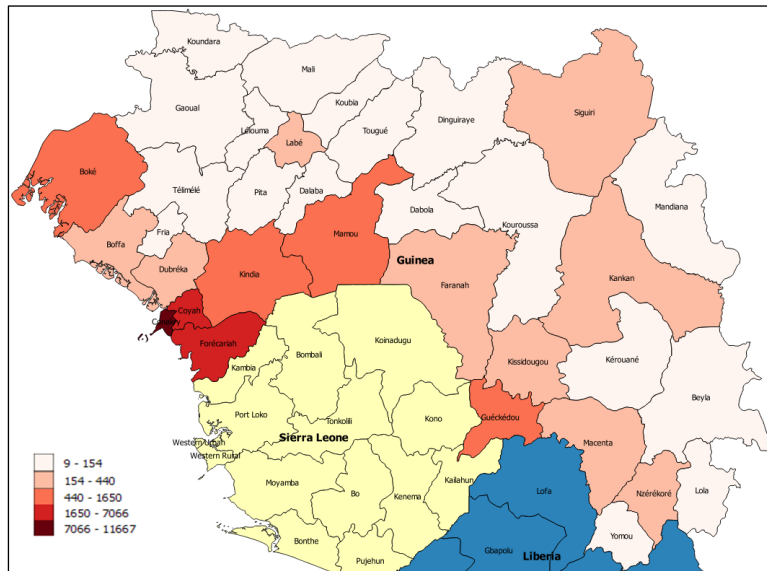 Koundara
Mali
Koubia
Gaoual
Siguiri
Dinguiraye
Tougué
Lélouma
Labé
Boké
Télimélé
Pita
Dalaba
Mandiana
Dabola
Kouroussa
Fria
Mamou
Boffa
Guinea
Dubréka
Kindia
Kankan
Faranah
Coyah
Conakry
Koinadugu
Forécariah
Bombali
Kissidougou
Kérouané
Kambia
Beyla
Port Loko
Kono
Guéckédou
Tonkolili
Sierra Leone
Western Urban
Macenta
Western Rural
9 - 154
154 - 440
440 - 1650
1650 - 7066
7066 - 11667
Moyamba
Kailahun
Bo
Kenema
Lofa
Nzérékoré
Lola
Yomou
Bonthe
Gbapolu
Liberia
Pujehun